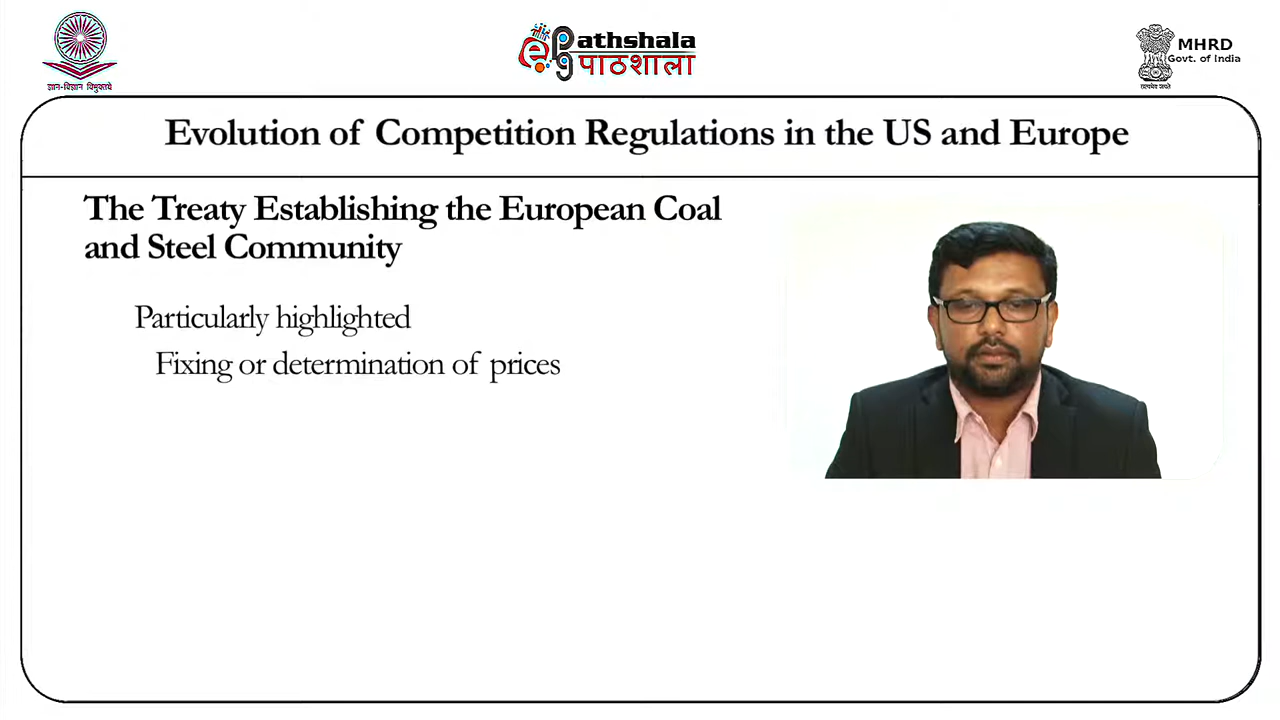 ज्ञान-विज्ञान विमुक्तये
ePathshala
पाठशाला
MHRD
Govt. of India
सत्यमेव जयते
Evolution of Competition Regulations in the US and Europe
The Treaty Establishing the European Coal
and Steel Community
Particularly highlighted
Fixing or determination of prices